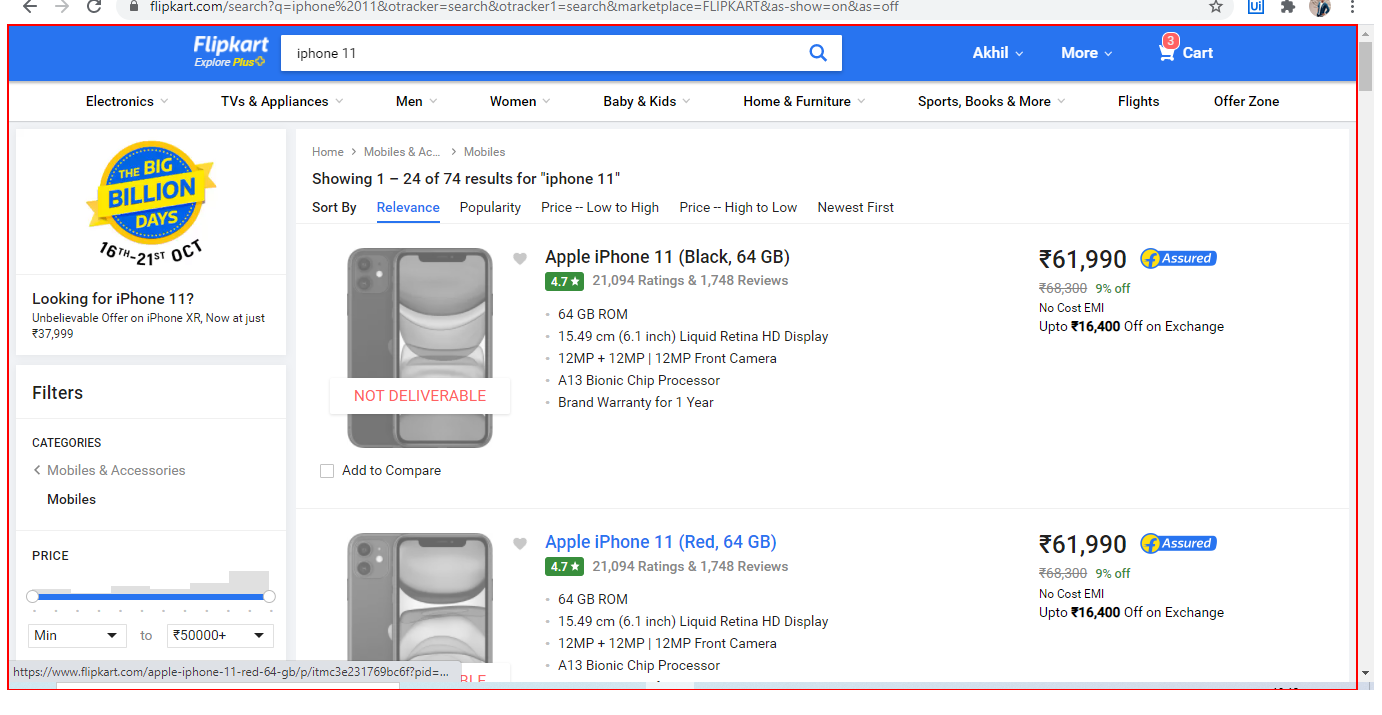 flipkart.com/search?q=iphone%2011&otracker=search&otracker1=search&marketplace=FLIPKART&as-show=on&as=off
Ui
Flipkart
Explore Plus
iphone 11
Akhil
More
3
Cart
Electronics
TVs & Appliances
Men
Women
Baby & Kids
Home & Furniture
Sports, Books & More
Flights
Offer Zone
THE BIG
BILLION
DAYS
16TH-21ST OCT
Looking for iPhone 11?
Unbelievable Offer on iPhone XR, Now at just
₹37,999
Filters
CATEGORIES
Mobiles & Accessories
Mobiles
PRICE
Min
to
₹50000+
Home
Mobiles & Ac...
Mobiles
Showing 1 – 24 of 74 results for "iphone 11"
Sort By
Relevance
Popularity
Price -- Low to High
Price -- High to Low
Newest First
NOT DELIVERABLE
Add to Compare
Apple iPhone 11 (Black, 64 GB)
4.7★
21,094 Ratings & 1,748 Reviews
64 GB ROM
15.49 cm (6.1 inch) Liquid Retina HD Display
12MP + 12MP | 12MP Front Camera
A13 Bionic Chip Processor
Brand Warranty for 1 Year
₹61,990
Assured
₹68,300
9% off
No Cost EMI
Upto ₹16,400 Off on Exchange
Apple iPhone 11 (Red, 64 GB)
4.7★
21,094 Ratings & 1,748 Reviews
64 GB ROM
15.49 cm (6.1 inch) Liquid Retina HD Display
12MP + 12MP | 12MP Front Camera
A13 Bionic Chip Processor
₹61,990
Assured
₹68,300
9% off
No Cost EMI
Upto ₹16,400 Off on Exchange
https://www.flipkart.com/apple-iphone-11-red-64-gb/p/itmc3e231769bc6f?pid=...